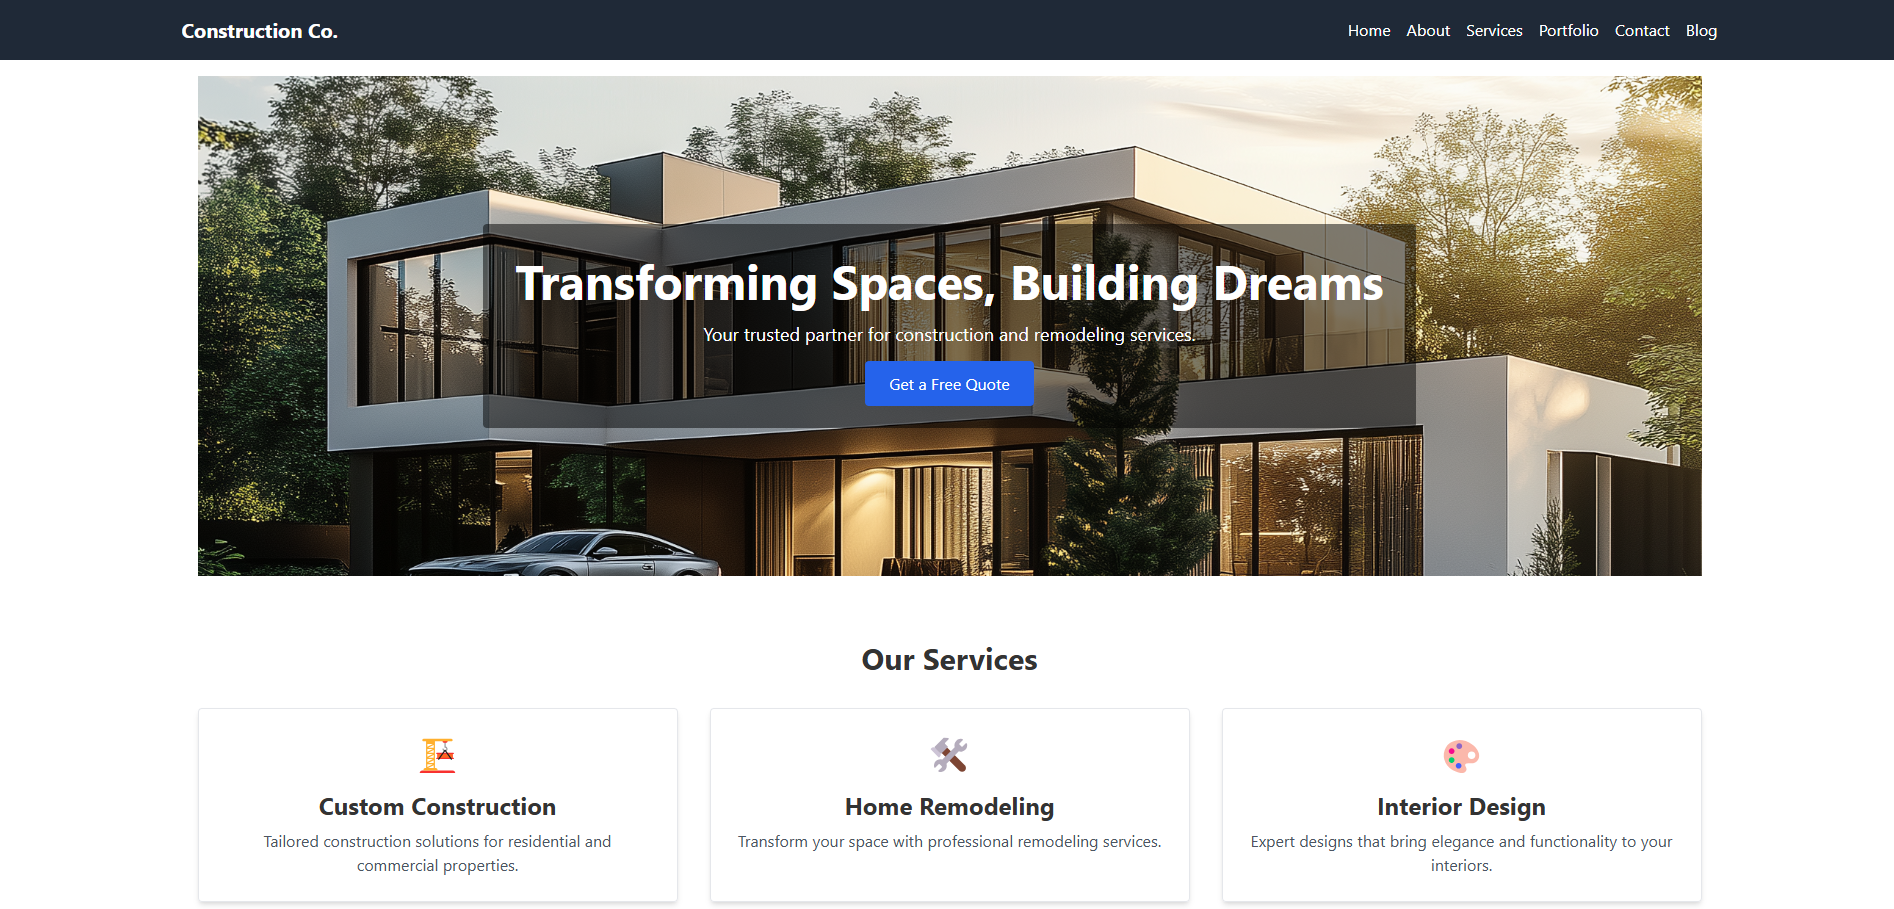 Construction Co.
Home About Services Portfolio Contact Blog
Transforming Spaces, Building Dreams
Your trusted partner for construction and remodeling services.
Get a Free Quote
Our Services
Custom Construction
Tailored construction solutions for residential and
commercial properties.
Home Remodeling
Transform your space with professional remodeling services.
Interior Design
Expert designs that bring elegance and functionality to your
interiors.